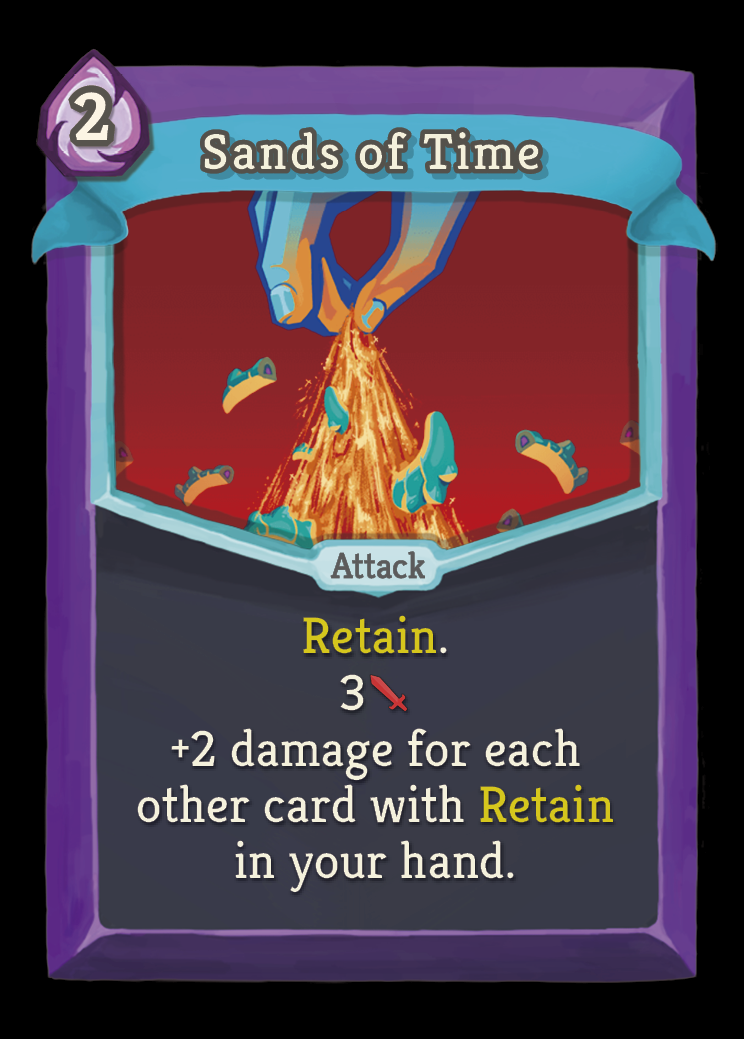 2
Sands of Time
Attack
Retain.
3
+2 damage for each
other card with Retain
in your hand.